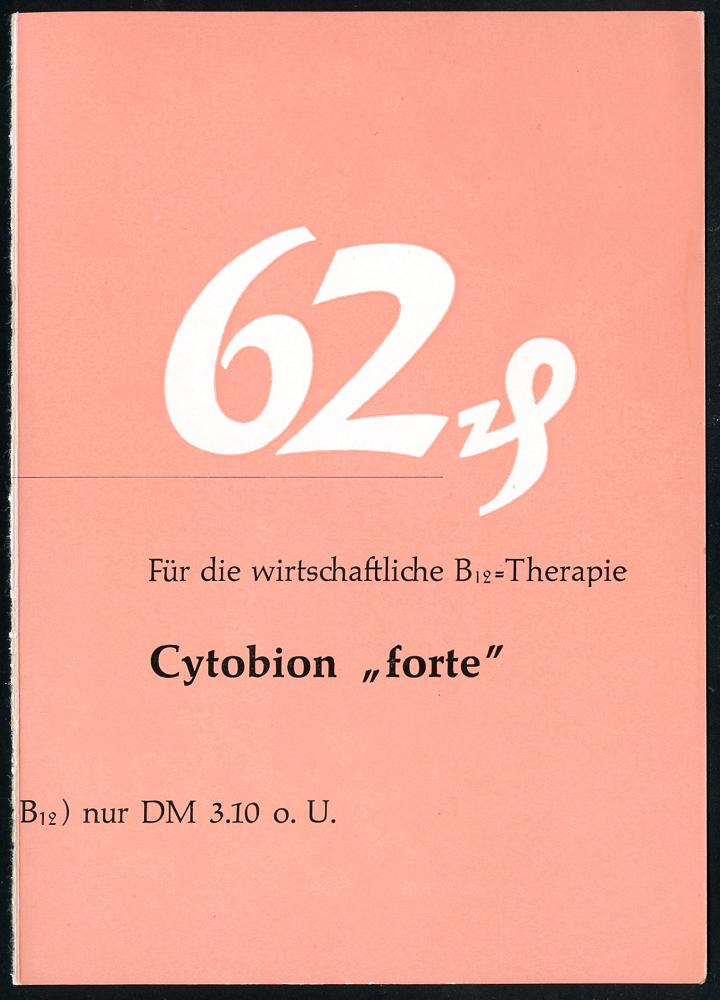 62 ₰
Für die wirtschaftliche B₁₂=Therapie
Cytobion „forte”
B₁₂) nur DM 3.10 o. U.